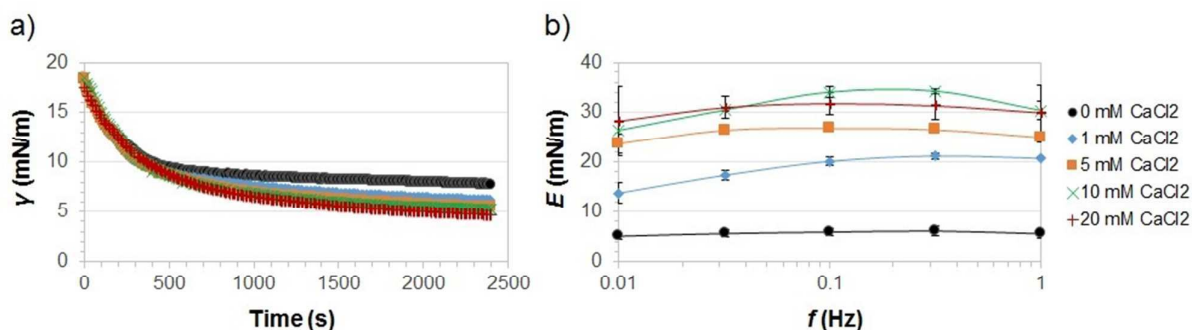 a)
20
15
10
5
0
γ (mN/m)
0 500 1000 1500 2000 2500
Time (s)
b)
40
30
20
10
0
E (mN/m)
0.01 0.1 1
f (Hz)
0 mM CaCl2
1 mM CaCl2
5 mM CaCl2
10 mM CaCl2
20 mM CaCl2